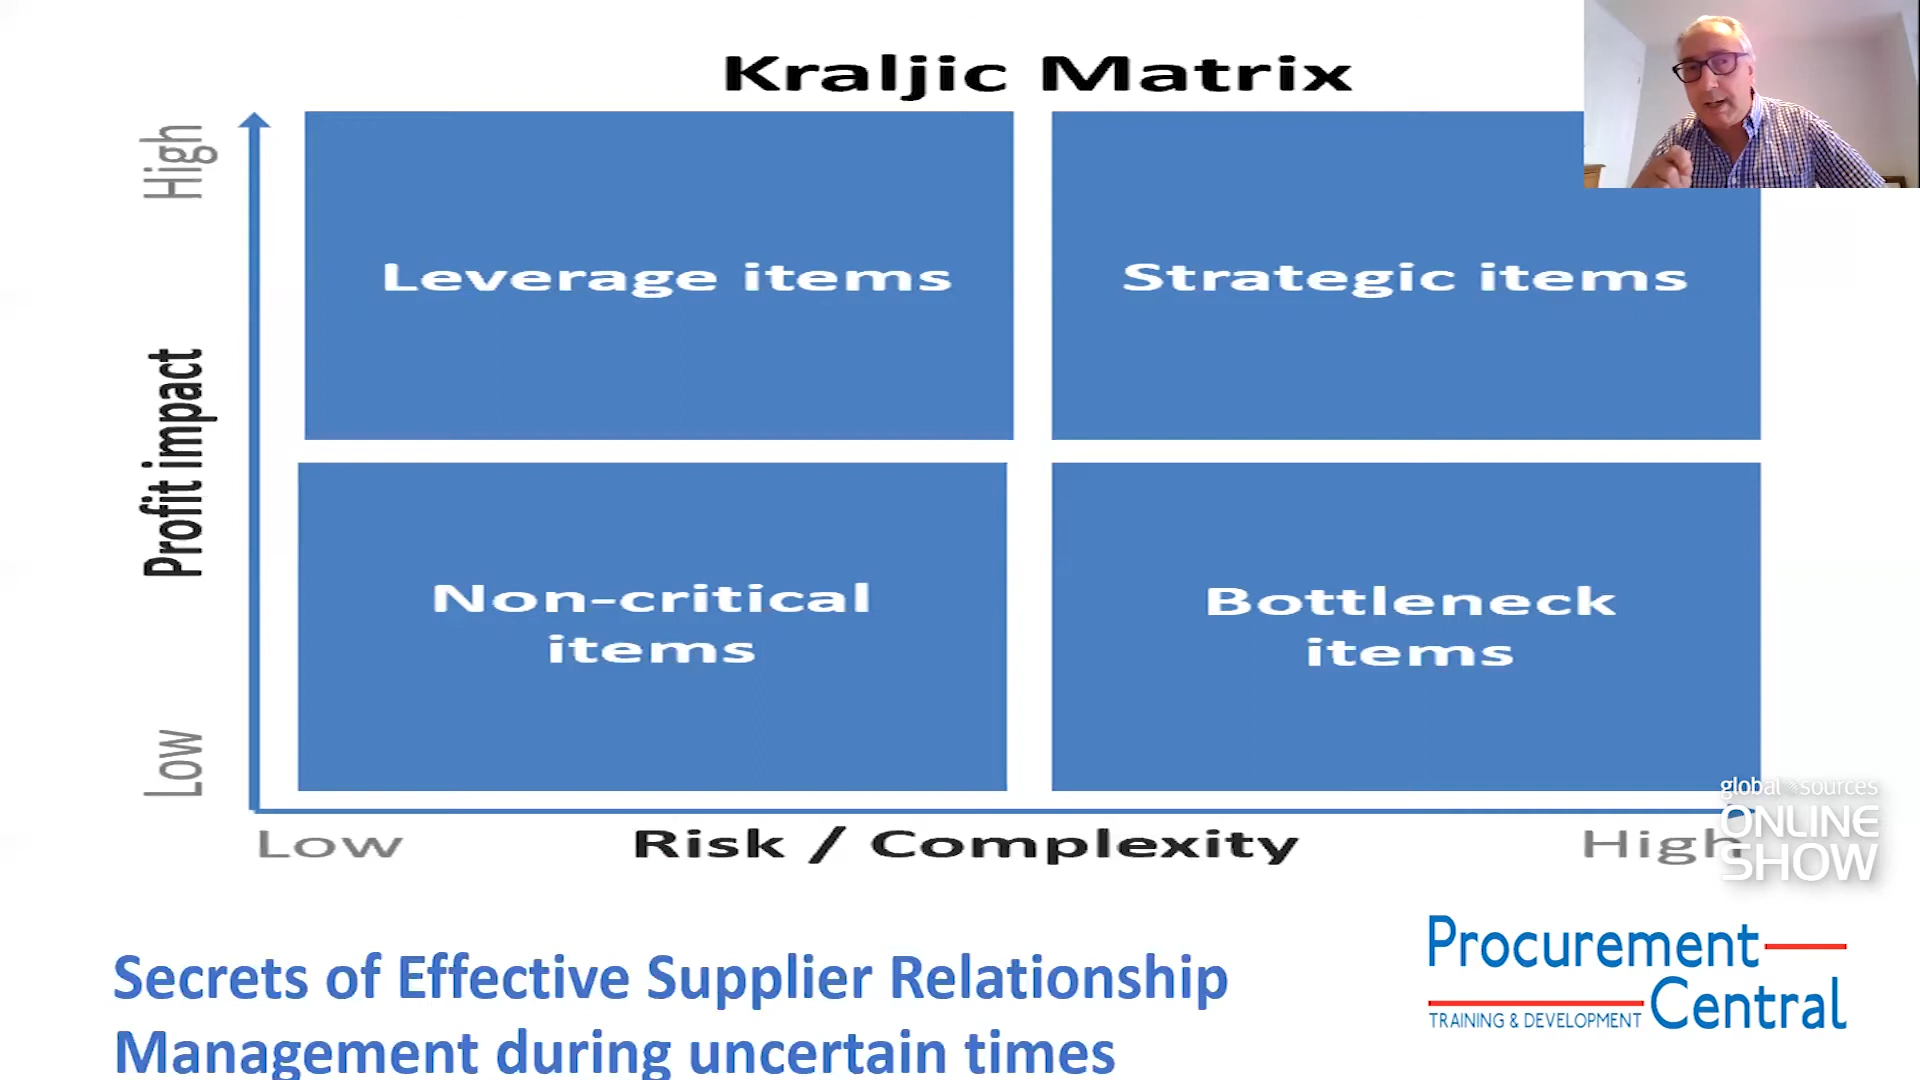 Kraljic Matrix
High
Leverage items
Strategic items
Profit impact
Non-critical
items
Bottleneck
items
Low
Low
Risk / Complexity
High
global sources
ONLINE
SHOW
Secrets of Effective Supplier Relationship
Management during uncertain times
Procurement
Central
TRAINING & DEVELOPMENT